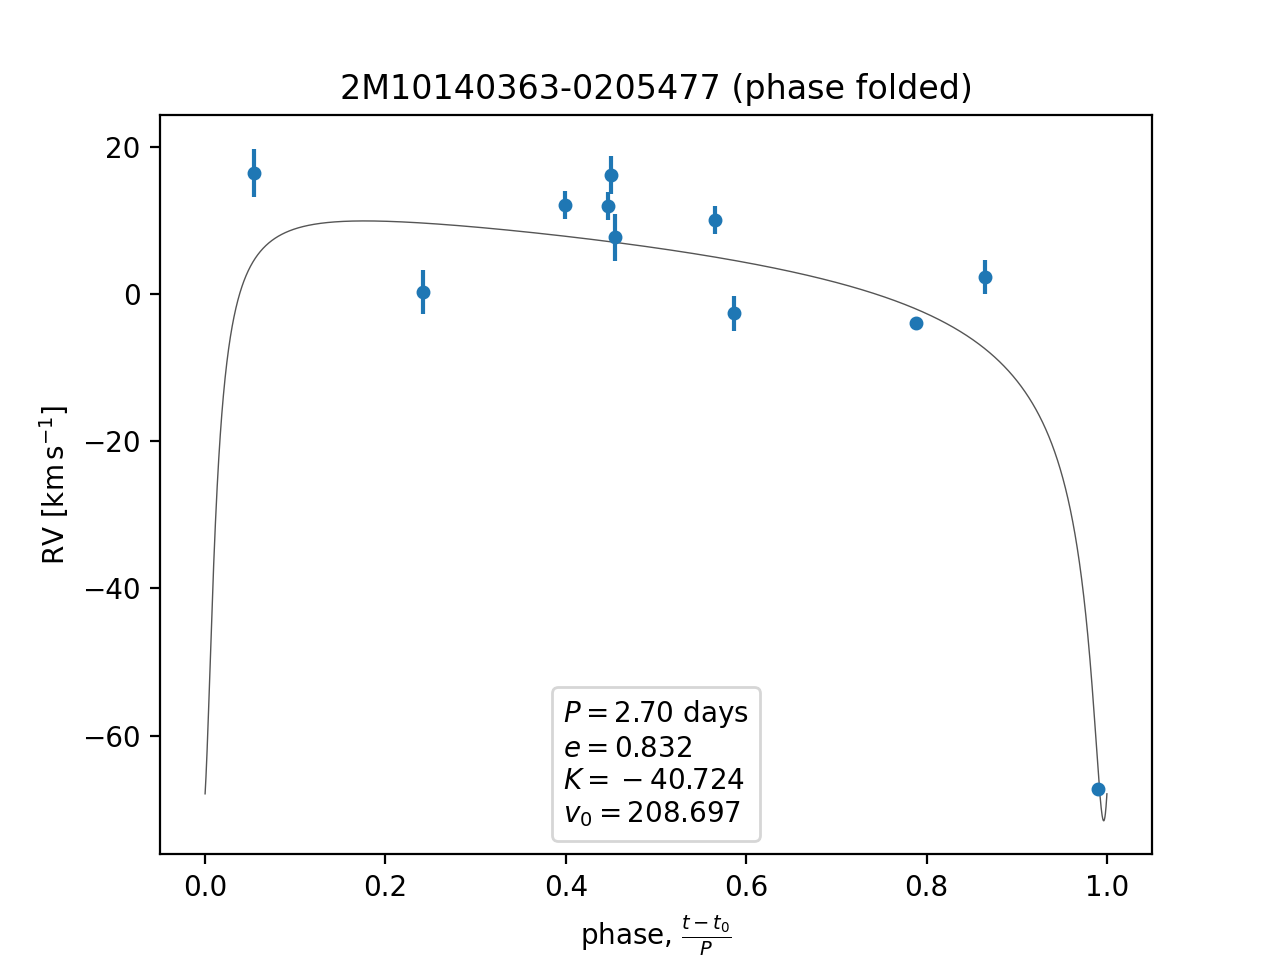 2M10140363-0205477 (phase folded)
20
0
−20
−40
−60
RV [km s⁻¹]
P = 2.70 days
e = 0.832
K = −40.724
v₀ = 208.697
0.0 0.2 0.4 0.6 0.8 1.0
phase, (t − t₀)/P